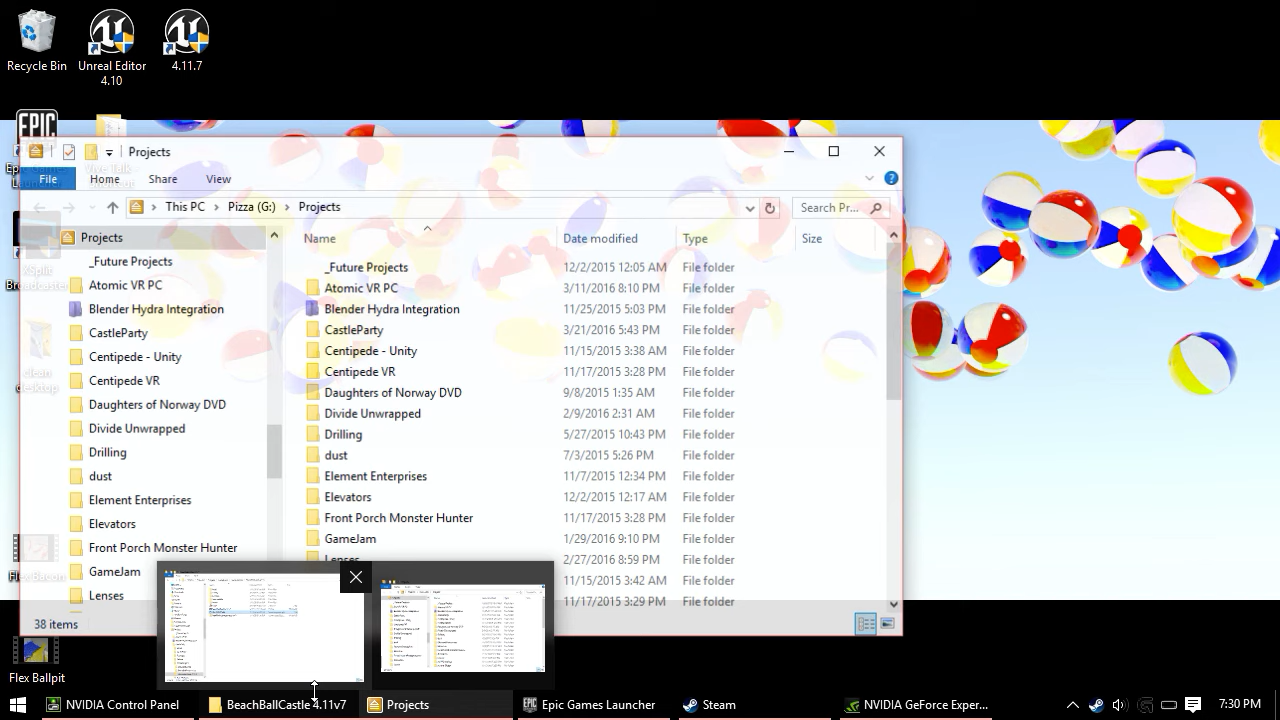 Recycle Bin
Unreal Editor
4.10
4.11.7
EPIC
Projects
File
Home
Share
View
This PC
Pizza (G:)
Projects
Search Pr...
Projects
_Future Projects
Atomic VR PC
Blender Hydra Integration
CastleParty
Centipede - Unity
Centipede VR
Daughters of Norway DVD
Divide Unwrapped
Drilling
dust
Element Enterprises
Elevators
Front Porch Monster Hunter
GameJam
Lenses
Name Date modified Type Size
_Future Projects 12/2/2015 12:05 AM File folder
Atomic VR PC 3/11/2016 8:10 PM File folder
Blender Hydra Integration 11/25/2015 5:03 PM File folder
CastleParty 3/21/2016 5:43 PM File folder
Centipede - Unity 11/15/2015 3:38 AM File folder
Centipede VR 11/17/2015 3:28 PM File folder
Daughters of Norway DVD 9/8/2015 1:35 AM File folder
Divide Unwrapped 2/9/2016 2:31 AM File folder
Drilling 5/27/2015 10:43 PM File folder
dust 7/3/2015 5:26 PM File folder
Element Enterprises 11/7/2015 12:34 PM File folder
Elevators 12/2/2015 12:17 AM File folder
Front Porch Monster Hunter 11/17/2015 3:28 PM File folder
GameJam 1/29/2016 9:10 PM File folder
Lenses 2/27/2016 8:58 PM File folder
File folder
11/17/2015 3:29 PM File folder
38 items
XSplit
Broadcaster
clean
desktop
NVIDIA Control Panel
BeachBallCastle 4.11v7
Projects
Epic Games Launcher
Steam
NVIDIA GeForce Exper...
7:30 PM